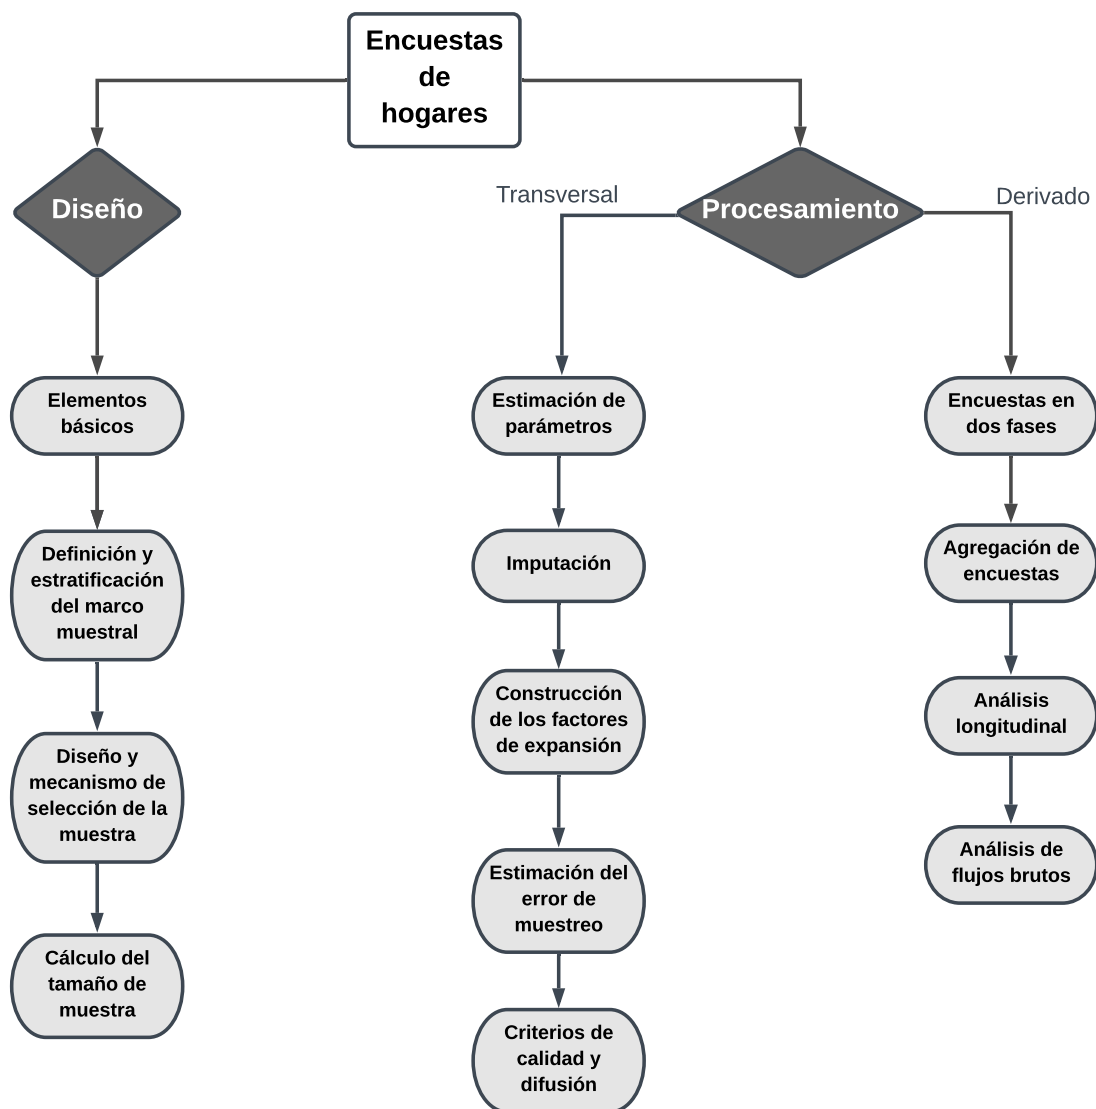 Encuestas
de
hogares
Diseño
Transversal
Procesamiento
Derivado
Elementos
básicos
Definición y
estratificación
del marco
muestral
Diseño y
mecanismo de
selección de la
muestra
Cálculo del
tamaño de
muestra
Estimación de
parámetros
Imputación
Construcción
de los factores
de expansión
Estimación del
error de
muestreo
Criterios de
calidad y
difusión
Encuestas en
dos fases
Agregación de
encuestas
Análisis
longitudinal
Análisis de
flujos brutos